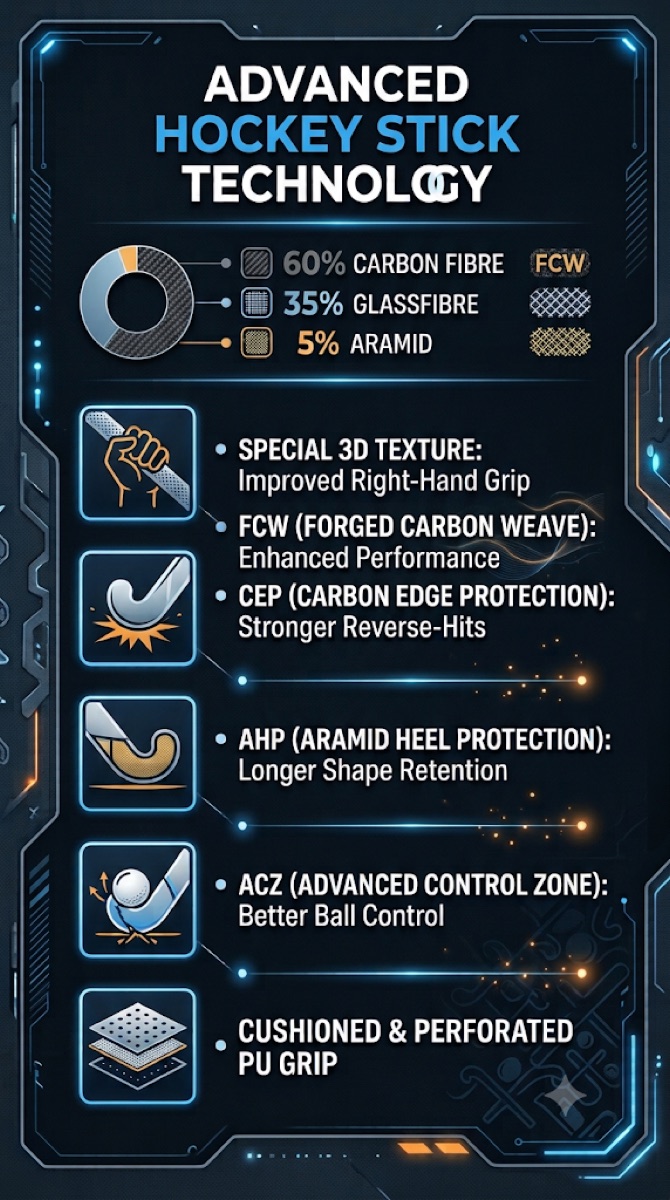 ADVANCED
HOCKEY STICK
TECHNOLOGY
60% CARBON FIBRE FCW
35% GLASSFIBRE
5% ARAMID
SPECIAL 3D TEXTURE:
Improved Right-Hand Grip
FCW (FORGED CARBON WEAVE):
Enhanced Performance
CEP (CARBON EDGE PROTECTION):
Stronger Reverse-Hits
AHP (ARAMID HEEL PROTECTION):
Longer Shape Retention
ACZ (ADVANCED CONTROL ZONE):
Better Ball Control
CUSHIONED & PERFORATED
PU GRIP